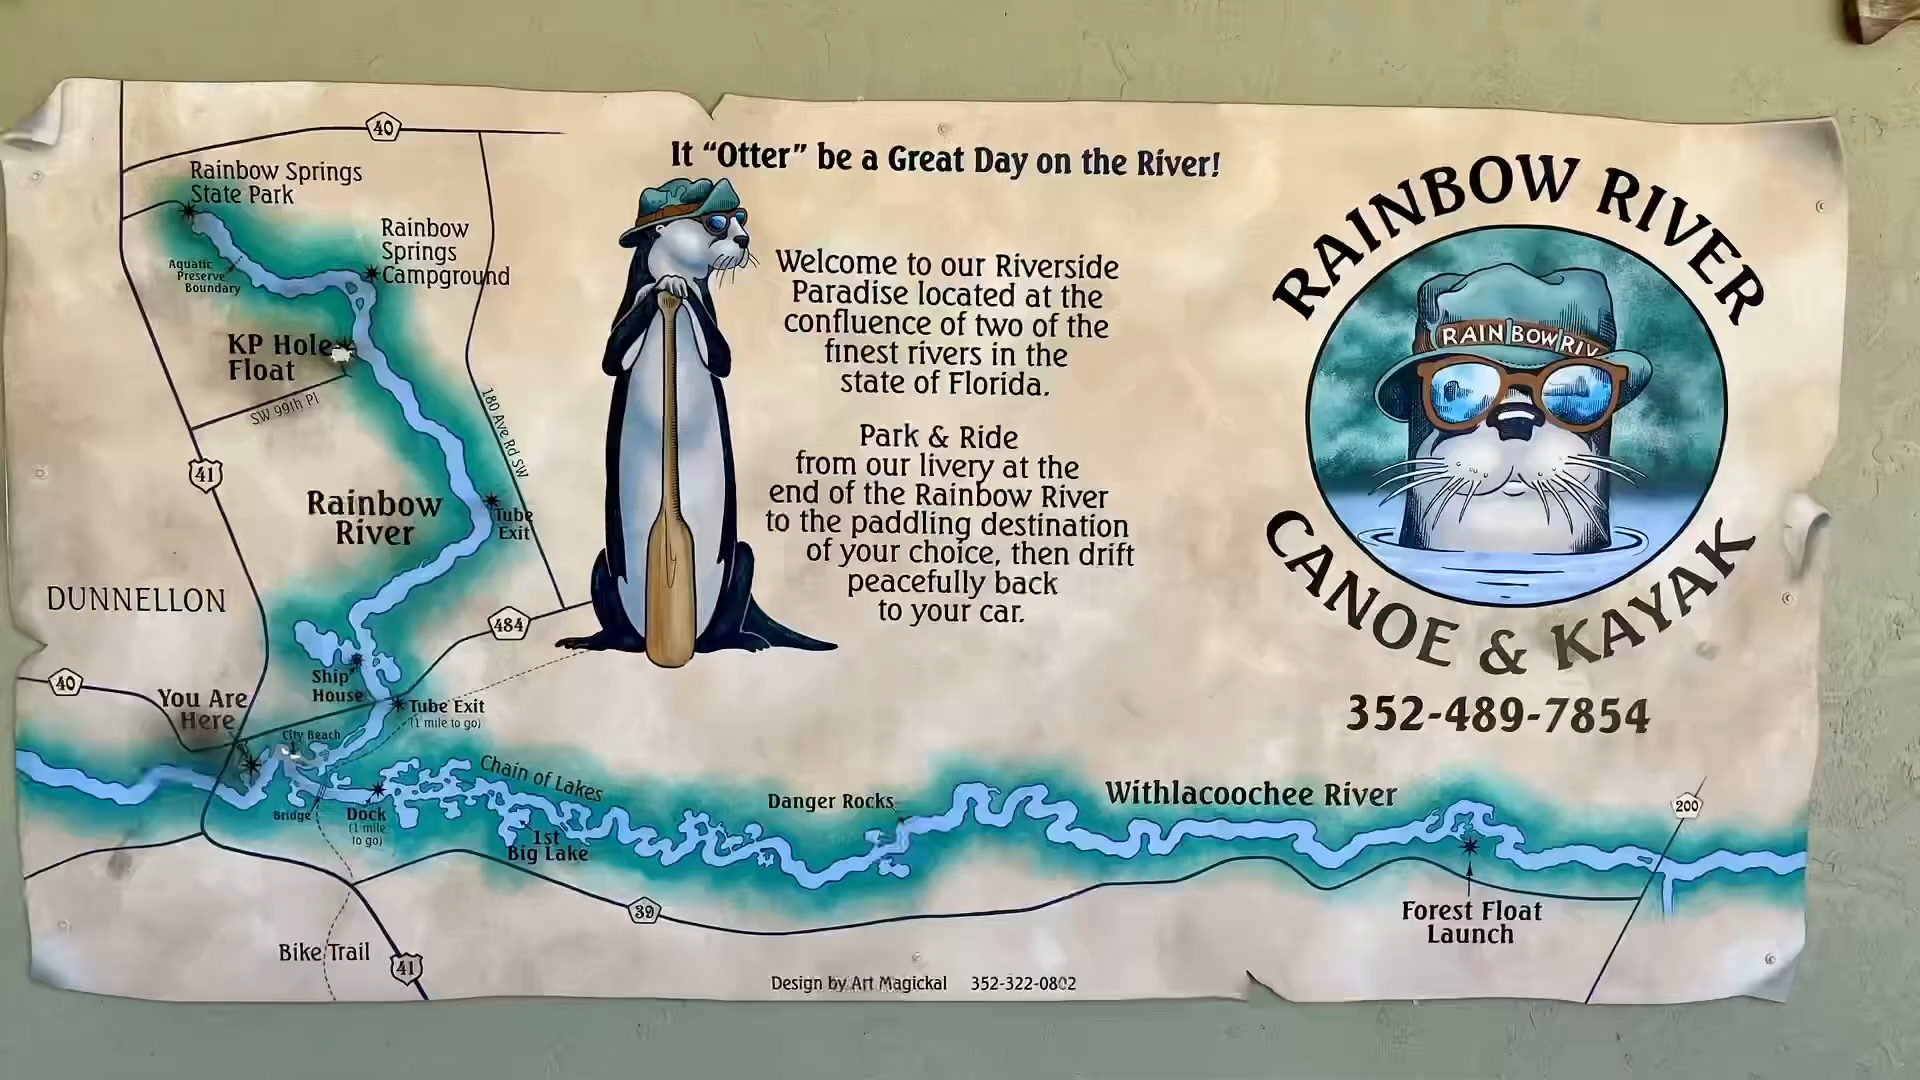 40
Rainbow Springs
State Park
Rainbow
Springs
Campground
Aquatic
Preserve
Boundary
KP Hole
Float
SW 99th Pl
180 Ave Rd SW
41
Rainbow
River
Tube
Exit
DUNNELLON
484
40
Ship
House
You Are
Here
Tube Exit
(1 mile to go)
City Beach
Chain of Lakes
Bridge
Dock
(1 mile
to go)
1st
Big Lake
Danger Rocks
Withlacoochee River
200
39
Forest Float
Launch
Bike Trail
41
It “Otter” be a Great Day on the River!
Welcome to our Riverside
Paradise located at the
confluence of two of the
finest rivers in the
state of Florida.
Park & Ride
from our livery at the
end of the Rainbow River
to the paddling destination
of your choice, then drift
peacefully back
to your car.
RAINBOW RIVER
RAINBOW RIV
CANOE & KAYAK
352-489-7854
Design by Art Magickal 352-322-0802